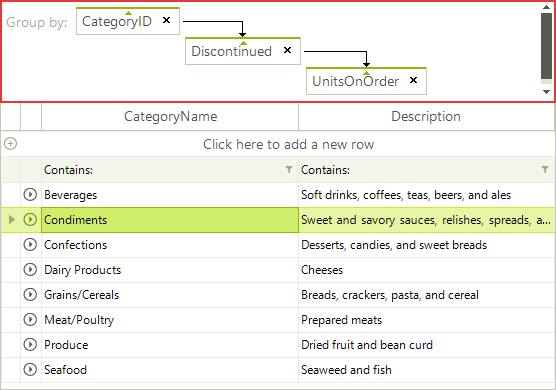 Group by: CategoryID ×
Discontinued ×
UnitsOnOrder ×
CategoryName Description
Click here to add a new row
Contains: Contains:
Beverages Soft drinks, coffees, teas, beers, and ales
Condiments Sweet and savory sauces, relishes, spreads, a...
Confections Desserts, candies, and sweet breads
Dairy Products Cheeses
Grains/Cereals Breads, crackers, pasta, and cereal
Meat/Poultry Prepared meats
Produce Dried fruit and bean curd
Seafood Seaweed and fish